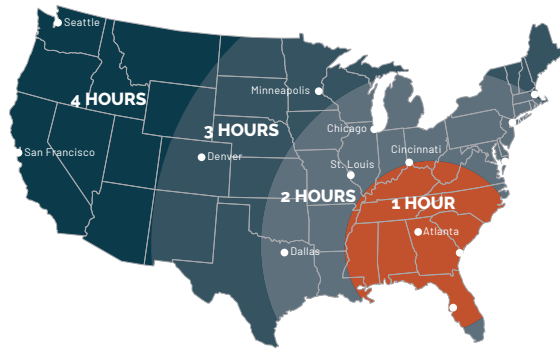 Seattle
4 HOURS
Minneapolis
3 HOURS
Chicago
San Francisco
Denver
Cincinnati
St. Louis
2 HOURS
1 HOUR
Atlanta
Dallas